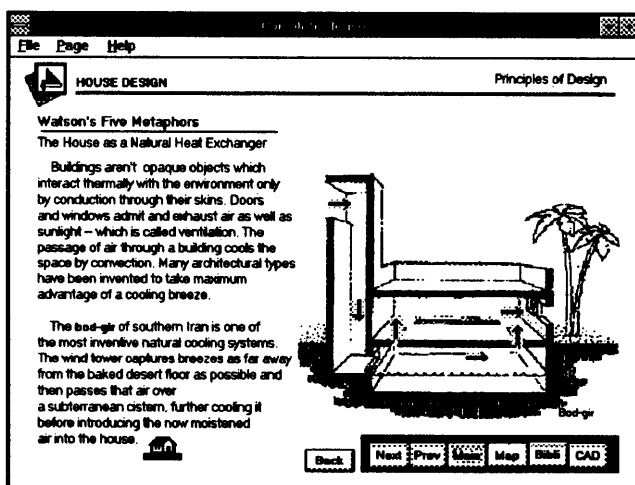 File Page Help
HOUSE DESIGN
Principles of Design
Watson's Five Metaphors
The House as a Natural Heat Exchanger
Buildings aren't opaque objects which
interact thermally with the environment only
by conduction through their skins. Doors
and windows admit and exhaust air as well as
sunlight – which is called ventilation. The
passage of air through a building cools the
space by convection. Many architectural types
have been invented to take maximum
advantage of a cooling breeze.
The bad-gir of southern Iran is one of
the most inventive natural cooling systems.
The wind tower captures breezes as far away
from the baked desert floor as possible and
then passes that air over
a subterranean cistern, further cooling it
before introducing the now moistened
air into the house.
Bod-gir
Back Next Prev Map Bibli CAD